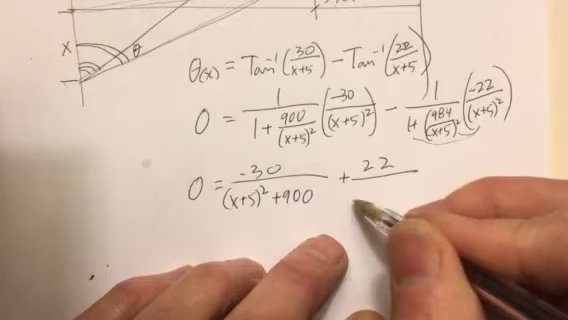 x θ
θ(x) = Tan⁻¹(30/(x+5)) - Tan⁻¹(22/(x+5))
0 = 1/(1 + 900/(x+5)²) (-30/(x+5)²) - 1/(1 + 484/(x+5)²) (-22/(x+5)²)
0 = -30/((x+5)² + 900) + 22/